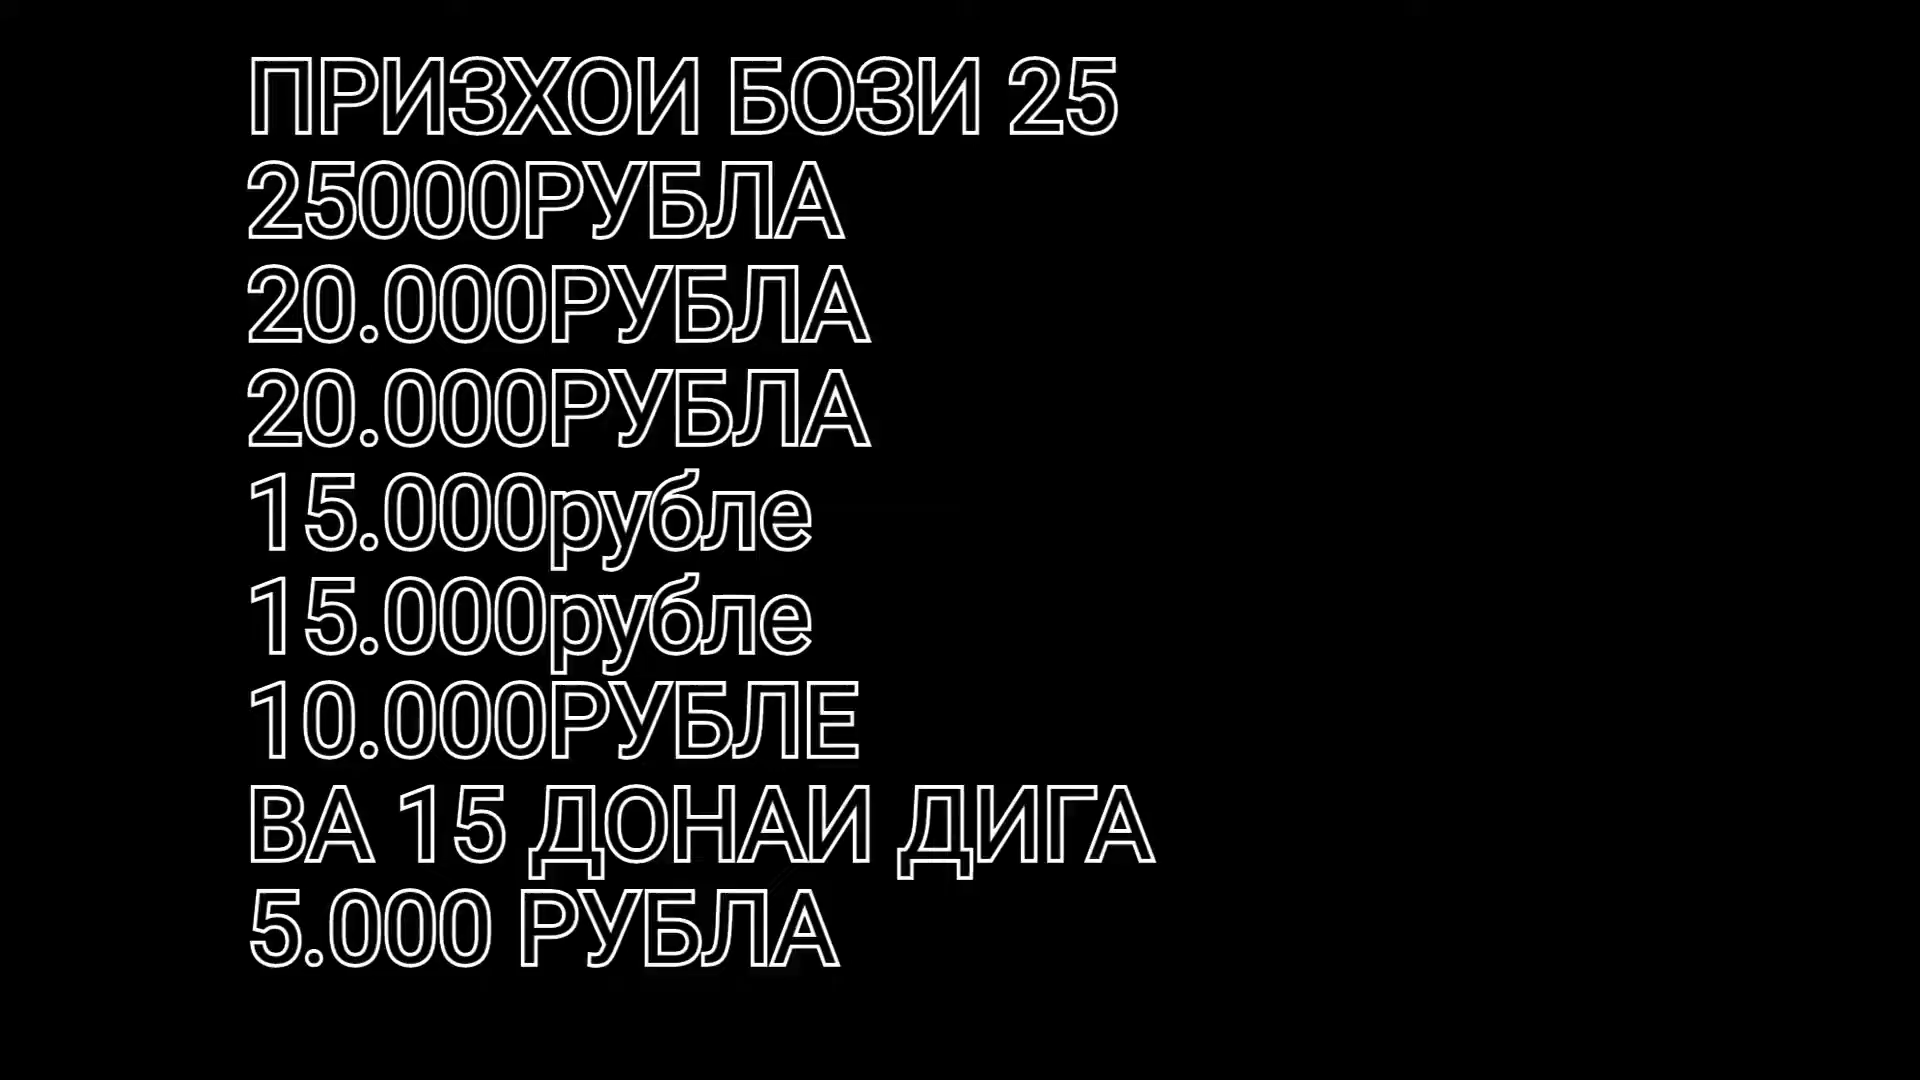 ПРИЗХОИ БОЗИ 25
25000РУБЛА
20.000РУБЛА
20.000РУБЛА
15.000рубле
15.000рубле
10.000РУБЛЕ
ВА 15 ДОНАИ ДИГА
5.000 РУБЛА